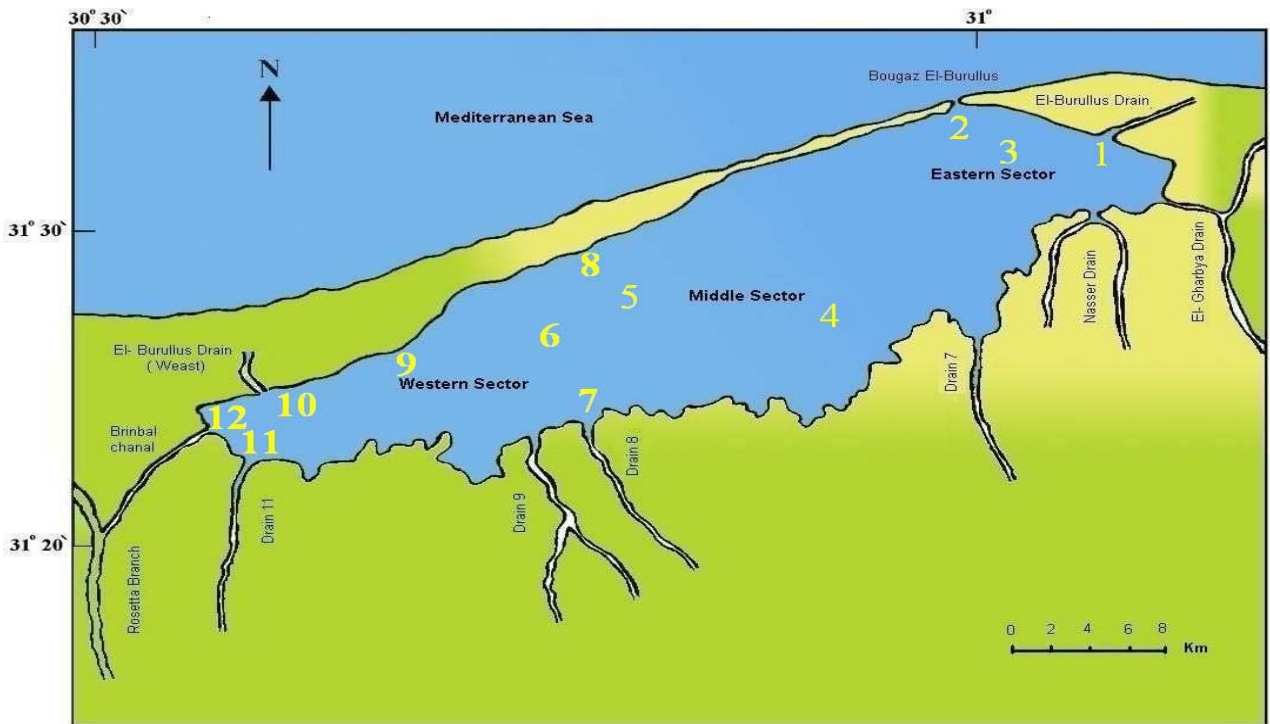 30° 30`
31°
Bougaz El-Burullus
N
El-Burullus Drain
Mediterranean Sea
2
3
1
Eastern Sector
31° 30`
8
5
Middle Sector
4
6
Nasser Drain
El- Gharbya Drain
El- Burullus Drain
( Weast)
9
Western Sector
Drain 7
10
7
12
11
Brinbal
chanal
Drain 8
Drain 11
Drain 9
31° 20`
Rosetta Branch
0 2 4 6 8
Km